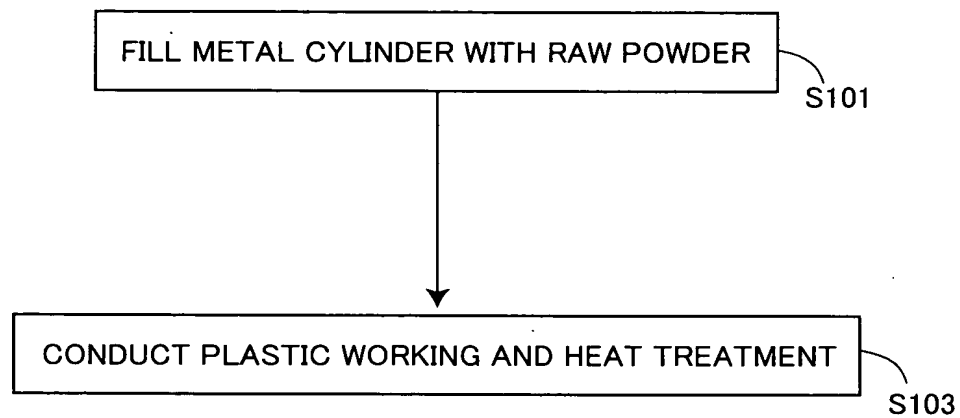 FILL METAL CYLINDER WITH RAW POWDER
S101
CONDUCT PLASTIC WORKING AND HEAT TREATMENT
S103